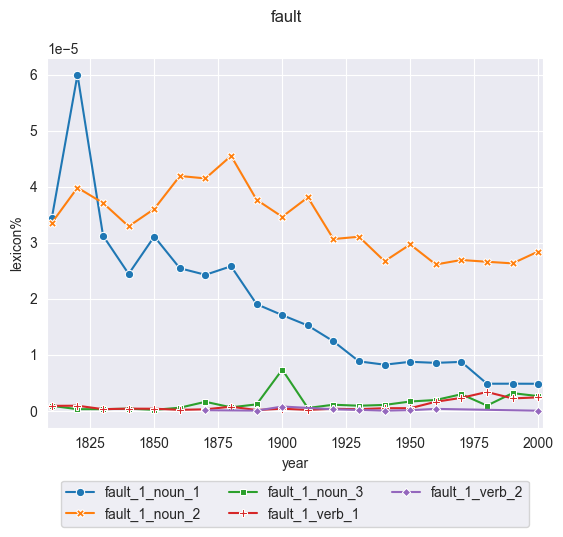 fault
1e−5
6
5
4
3
2
1
0
lexicon%
1825 1850 1875 1900 1925 1950 1975 2000
year
fault_1_noun_1 fault_1_noun_3 fault_1_verb_2
fault_1_noun_2 fault_1_verb_1